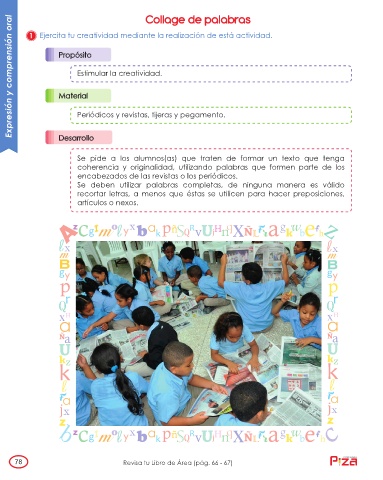 Collage de palabras
1 Ejercita tu creatividad mediante la realización de está actividad.
Expresión y comprensión oral
Propósito
Estimular la creatividad.
Material
Periódicos y revistas, tijeras y pegamento.
Desarrollo
Se pide a los alumnos(as) que traten de formar un texto que tenga
coherencia y originalidad, utilizando palabras que formen parte de los
encabezados de las revistas o los periódicos.
Se deben utilizar palabras completas, de ninguna manera es válido
recortar letras, a menos que éstas se utilicen para hacer preposiciones,
artículos o nexos.
78
Revisa tu Libro de Área (pág. 66 - 67)